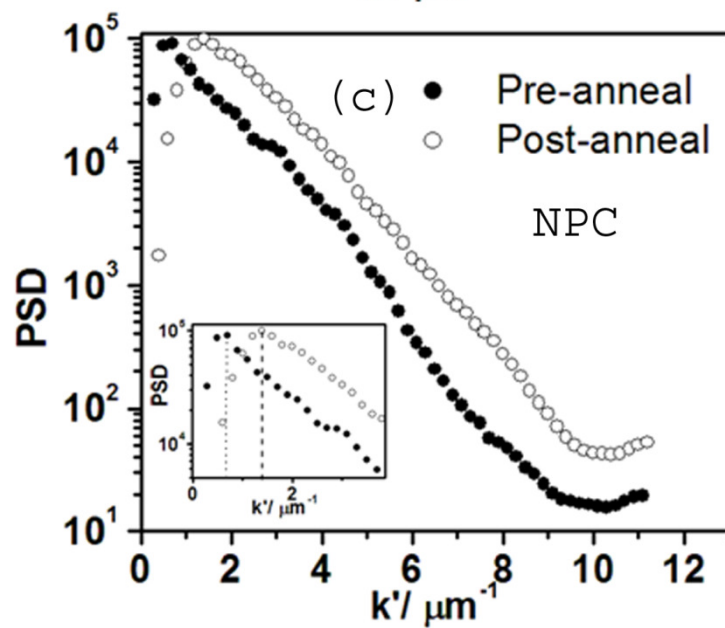 (c)
Pre-anneal
Post-anneal
NPC
PSD
10^5
10^4
10^3
10^2
10^1
0 2 4 6 8 10 12
k'/ μm^-1
PSD
10^5
10^4
0 2
k'/ μm^-1